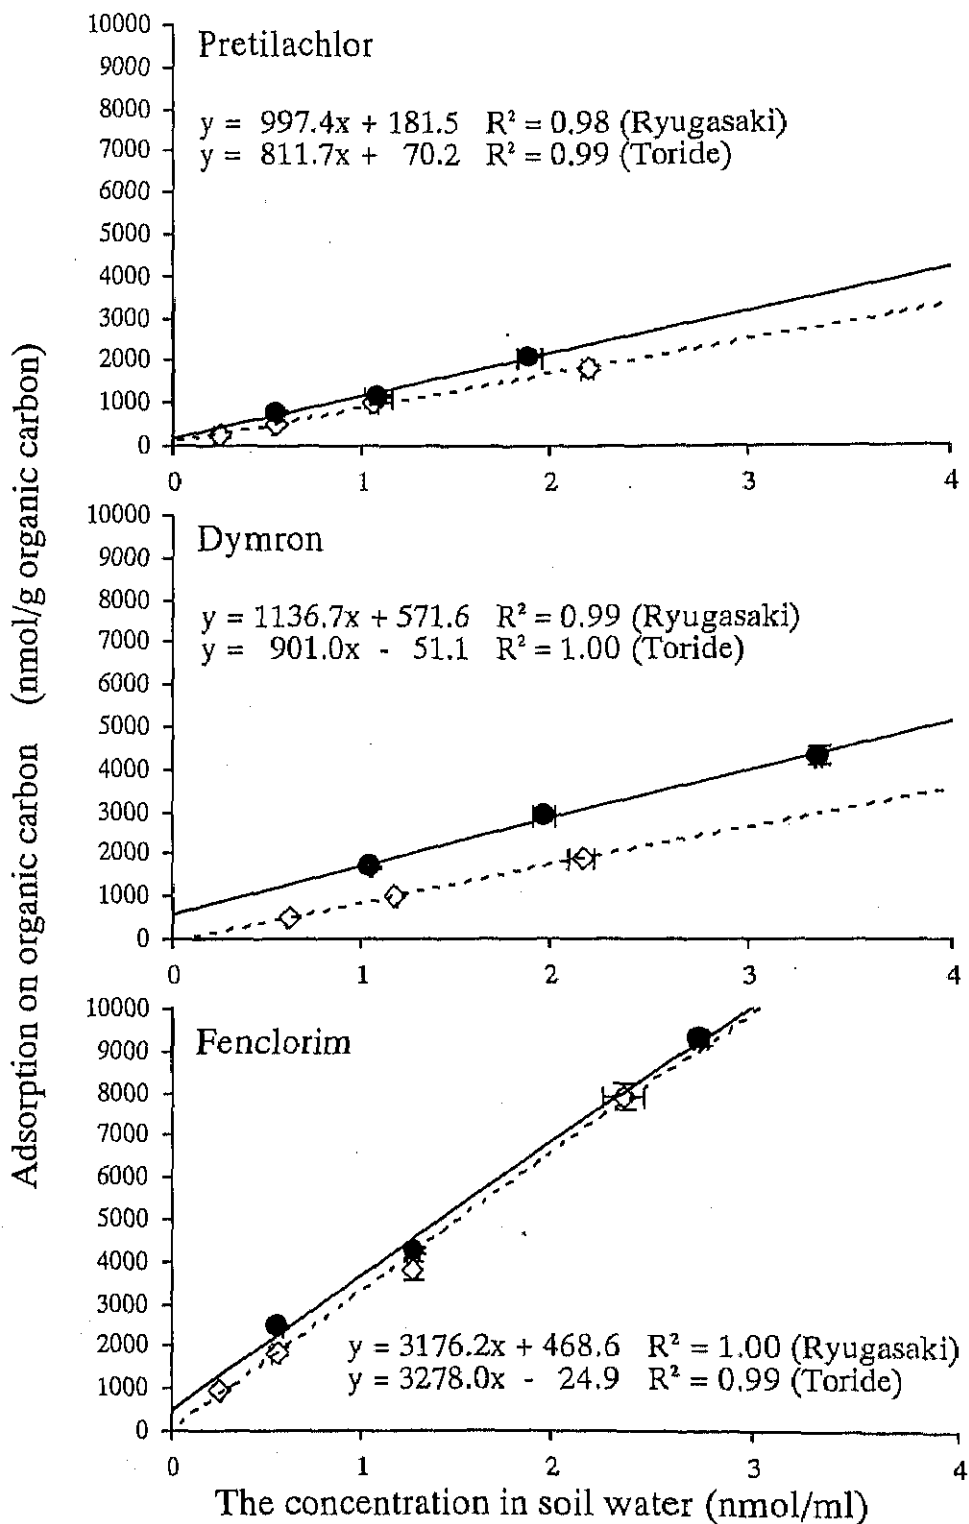 Adsorption on organic carbon (nmol/g organic carbon)
10000
9000
8000
7000
6000
5000
4000
3000
2000
1000
0
Pretilachlor
y = 997.4x + 181.5 R² = 0.98 (Ryugasaki)
y = 811.7x + 70.2 R² = 0.99 (Toride)
0 1 2 3 4
10000
9000
8000
7000
6000
5000
4000
3000
2000
1000
0
Dymron
y = 1136.7x + 571.6 R² = 0.99 (Ryugasaki)
y = 901.0x - 51.1 R² = 1.00 (Toride)
0 1 2 3 4
10000
9000
8000
7000
6000
5000
4000
3000
2000
1000
0
Fenclorim
y = 3176.2x + 468.6 R² = 1.00 (Ryugasaki)
y = 3278.0x - 24.9 R² = 0.99 (Toride)
0 1 2 3 4
The concentration in soil water (nmol/ml)